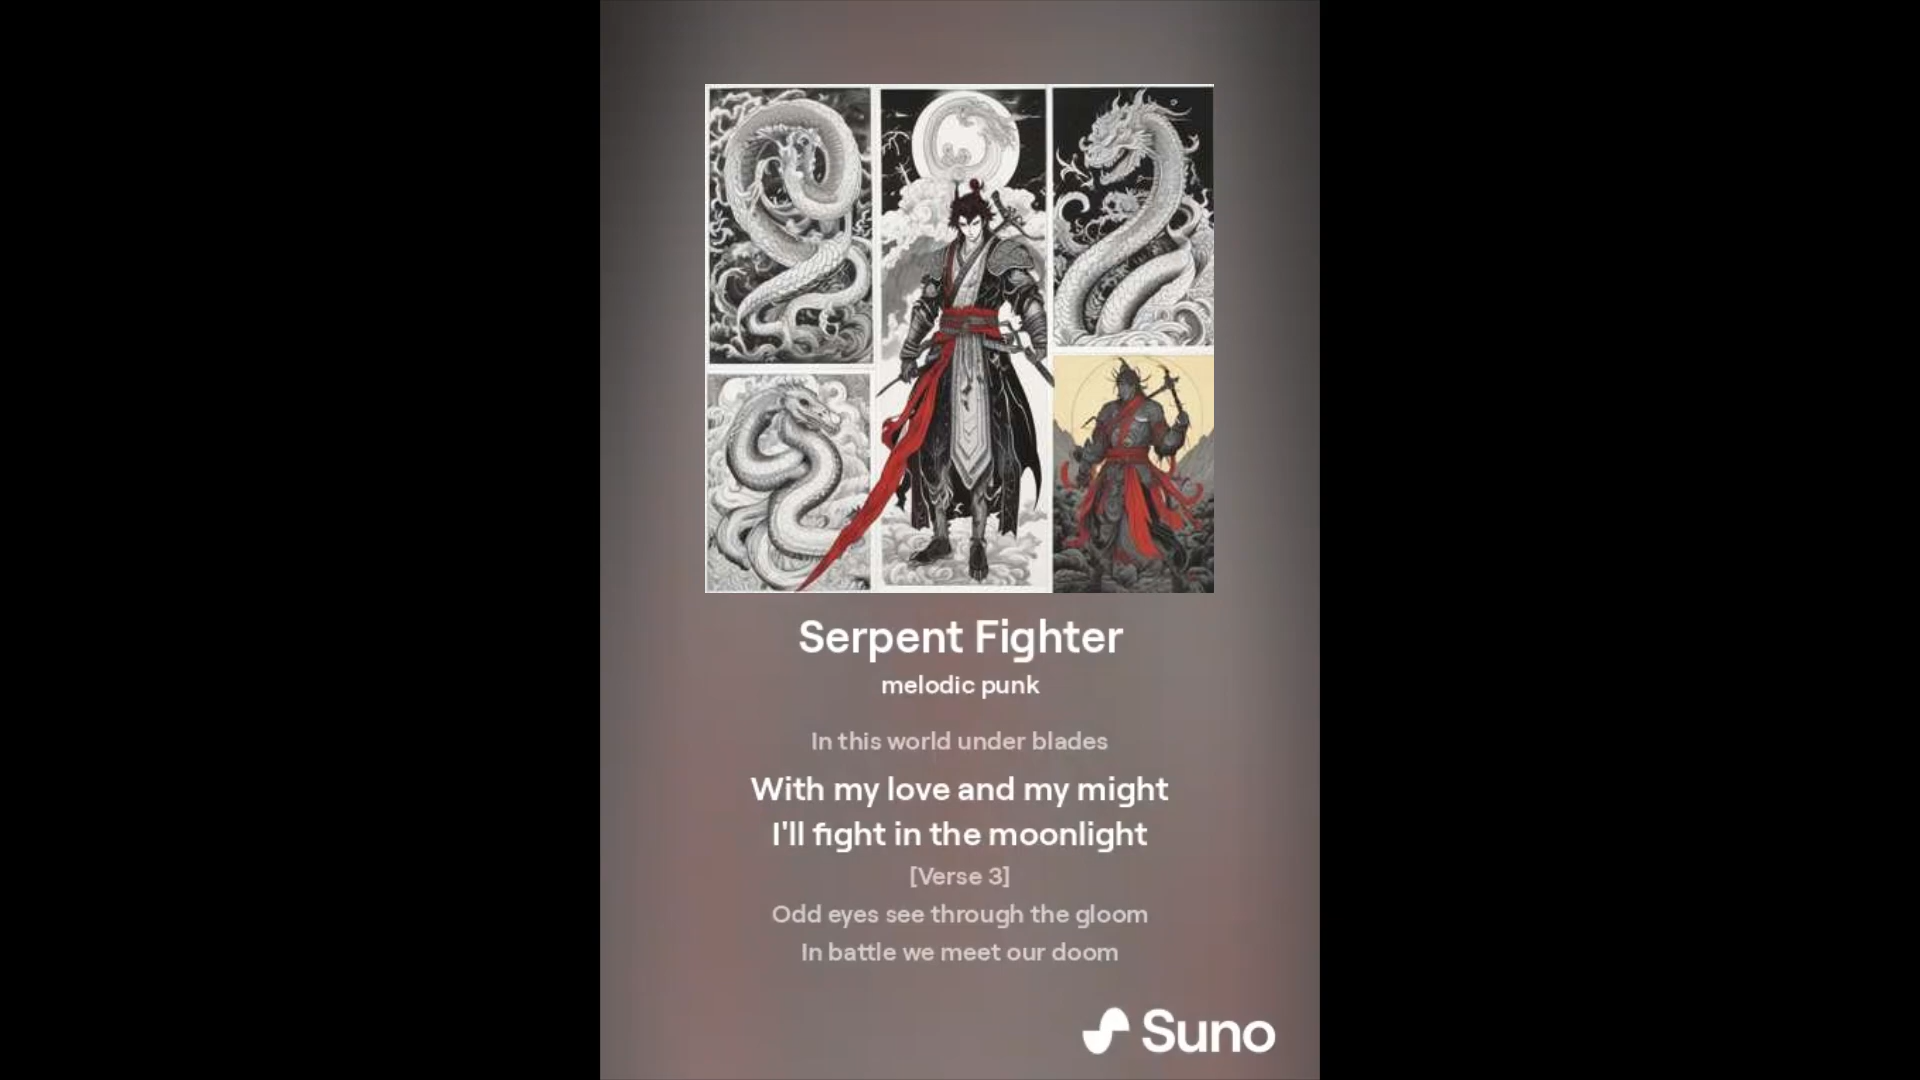 Serpent Fighter
melodic punk
In this world under blades
With my love and my might
I'll fight in the moonlight
[Verse 3]
Odd eyes see through the gloom
In battle we meet our doom
Suno